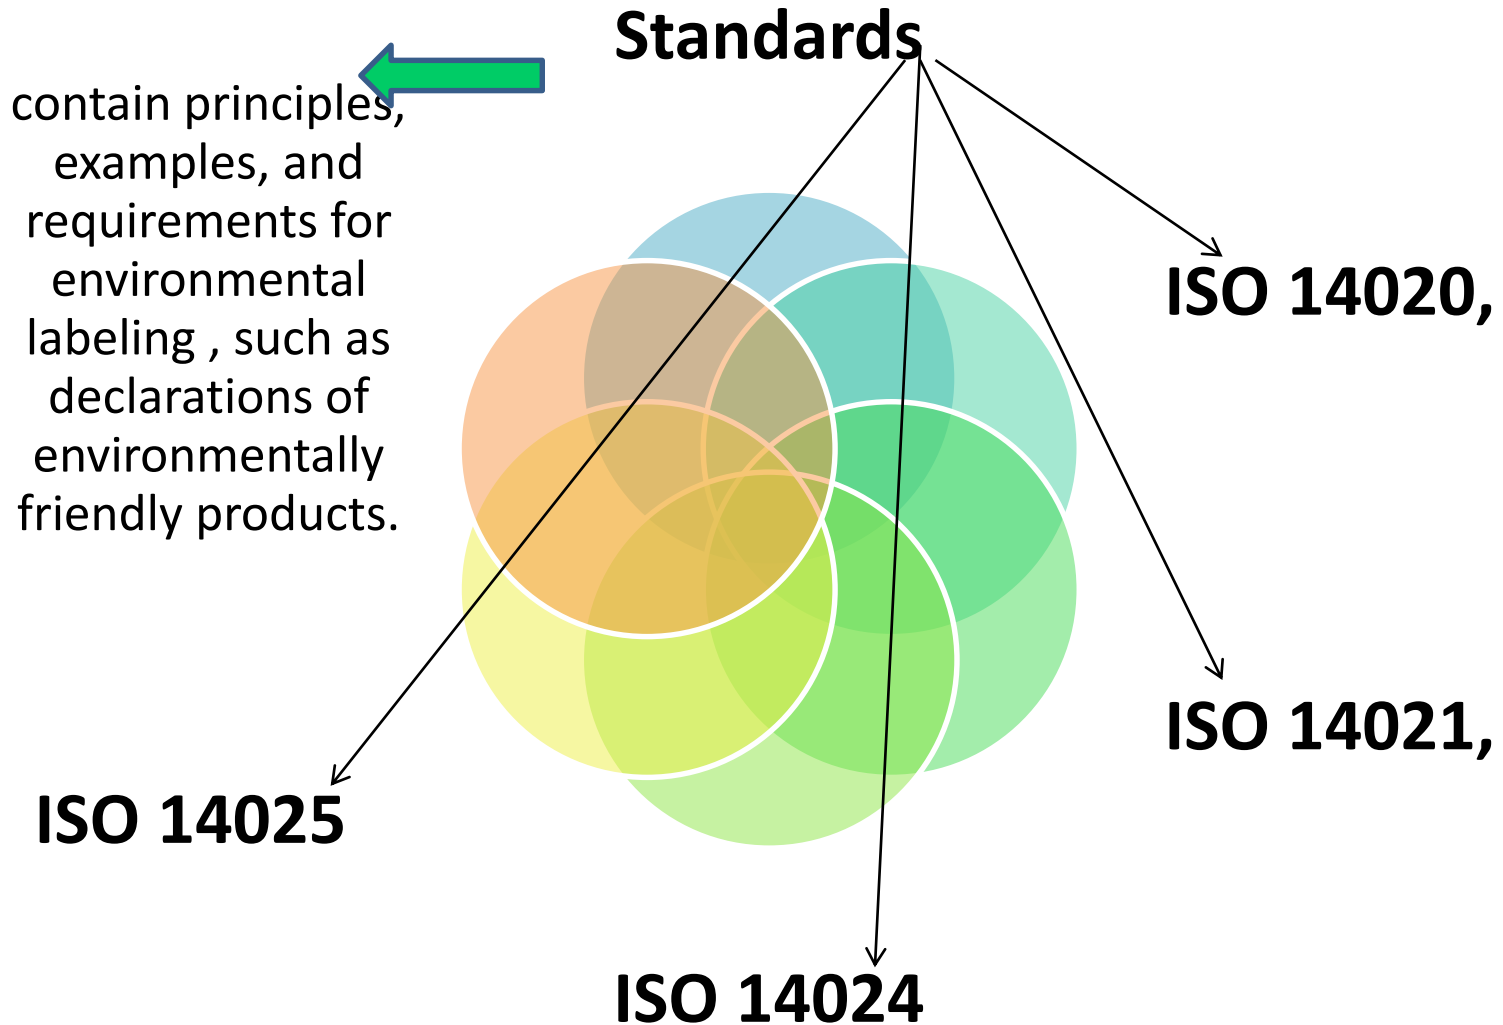 Standards
contain principles,
examples, and
requirements for
environmental
labeling , such as
declarations of
environmentally
friendly products.
ISO 14020,
ISO 14021,
ISO 14025
ISO 14024